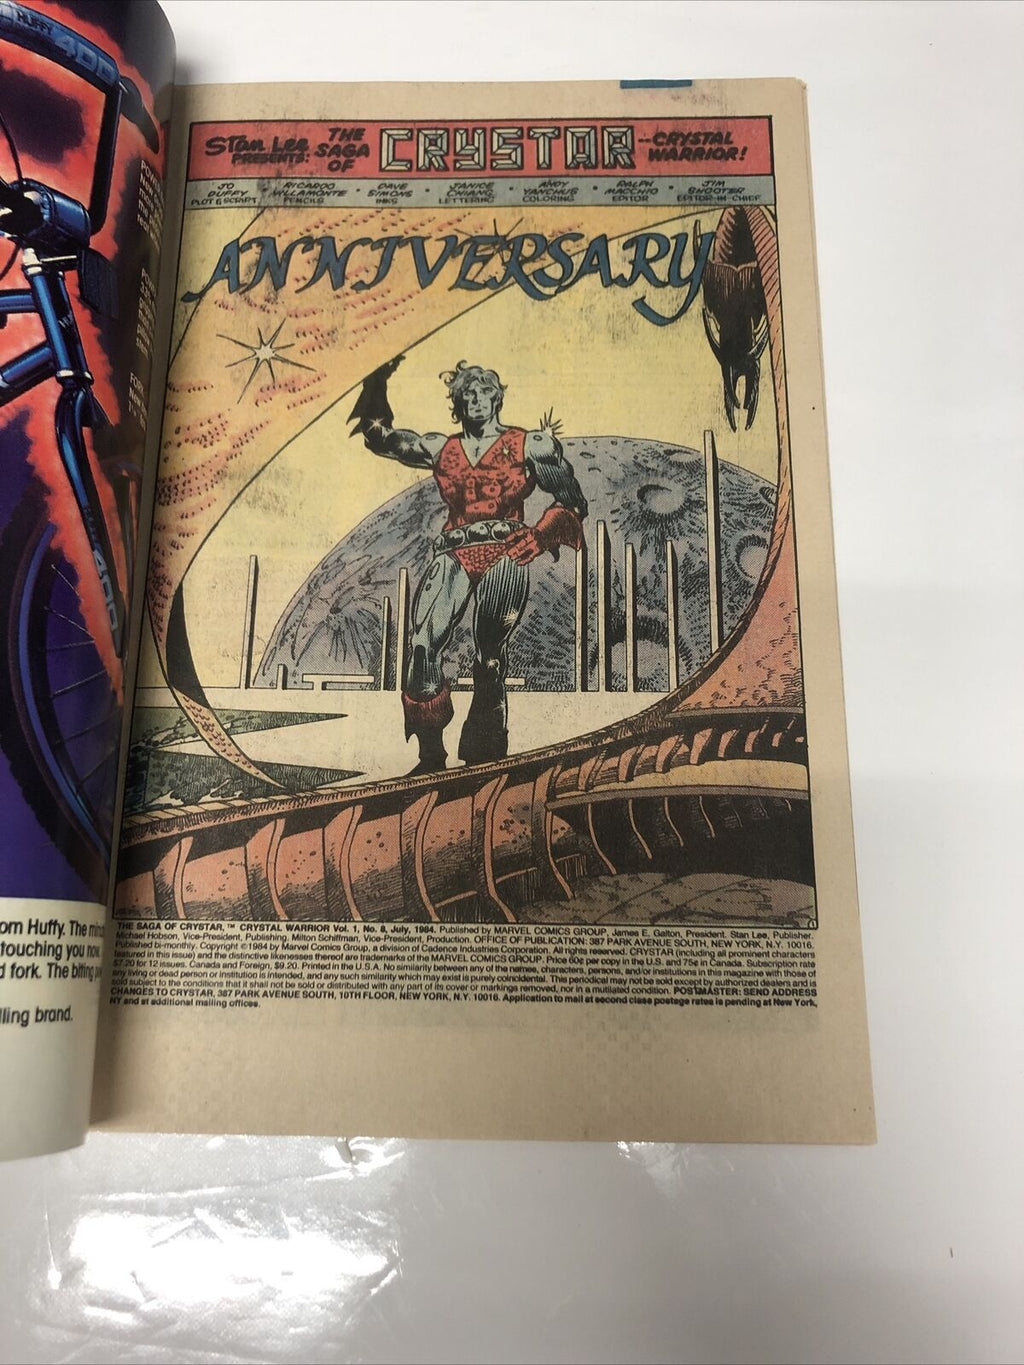 HUFFY 400
400
om Huffy. The
touching you now.
d fork. The biting
lling brand.
Stan Lee PRESENTS: THE SAGA OF CRYSTAR --CRYSTAL WARRIOR!
JO DUFFY PLOT & SCRIPT • RICARDO VILLAMONTE PENCILS • DAVE SIMONS INKS • JANICE CHIANG LETTERING • ANDY YANCHUS COLORING • RALPH MACCHIO EDITOR • JIM SHOOTER EDITOR-IN-CHIEF
ANNIVERSARY
1
THE SAGA OF CRYSTAR,™ CRYSTAL WARRIOR Vol. 1, No. 8, July, 1984. Published by MARVEL COMICS GROUP, James E. Galton, President. Stan Lee, Publisher.
Michael Hobson, Vice-President, Publishing. Milton Schiffman, Vice-President, Production. OFFICE OF PUBLICATION: 387 PARK AVENUE SOUTH, NEW YORK, N.Y. 10016.
Published bi-monthly. Copyright © 1984 by Marvel Comics Group, a division of Cadence Industries Corporation. All rights reserved. CRYSTAR (including all prominent characters
featured in this issue) and the distinctive likenesses thereof are trademarks of the MARVEL COMICS GROUP. Price 60¢ per copy in the U.S. and 75¢ in Canada. Subscription rate
$7.20 for 12 issues. Canada and Foreign, $9.20. Printed in the U.S.A. No similarity between any of the names, characters, persons, and/or institutions in this magazine with those of
any living or dead person or institution is intended, and any such similarity which may exist is purely coincidental. This periodical may not be sold except by authorized dealers and is
sold subject to the conditions that it shall not be sold or distributed with any part of its cover or markings removed, nor in a mutilated condition. POSTMASTER: SEND ADDRESS
CHANGES TO CRYSTAR, 387 PARK AVENUE SOUTH, 10TH FLOOR, NEW YORK, N.Y. 10016. Application to mail at second class postage rates is pending at New York,
NY and at additional mailing offices.